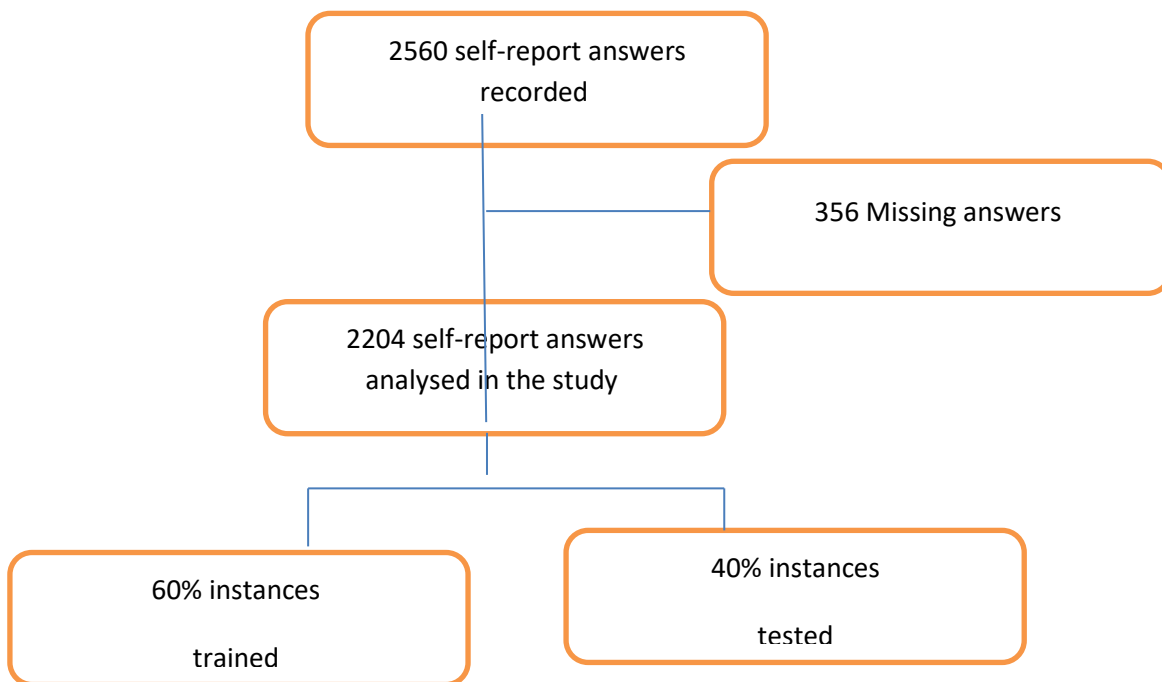 2560 self-report answers
recorded
356 Missing answers
2204 self-report answers
analysed in the study
60% instances
trained
40% instances
tested